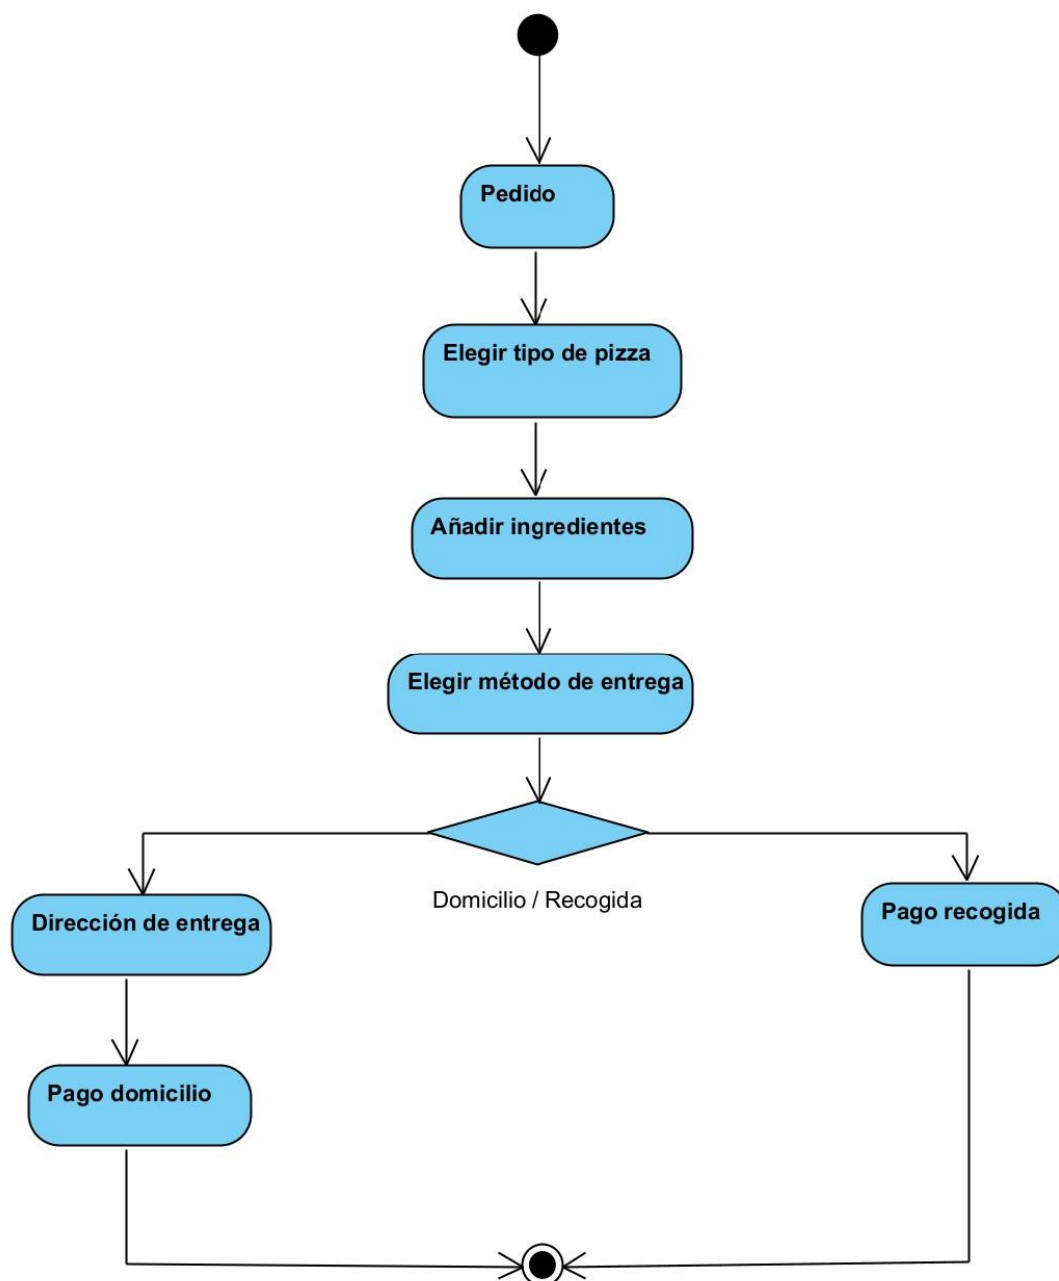 Pedido
Elegir tipo de pizza
Añadir ingredientes
Elegir método de entrega
Domicilio / Recogida
Dirección de entrega
Pago recogida
Pago domicilio